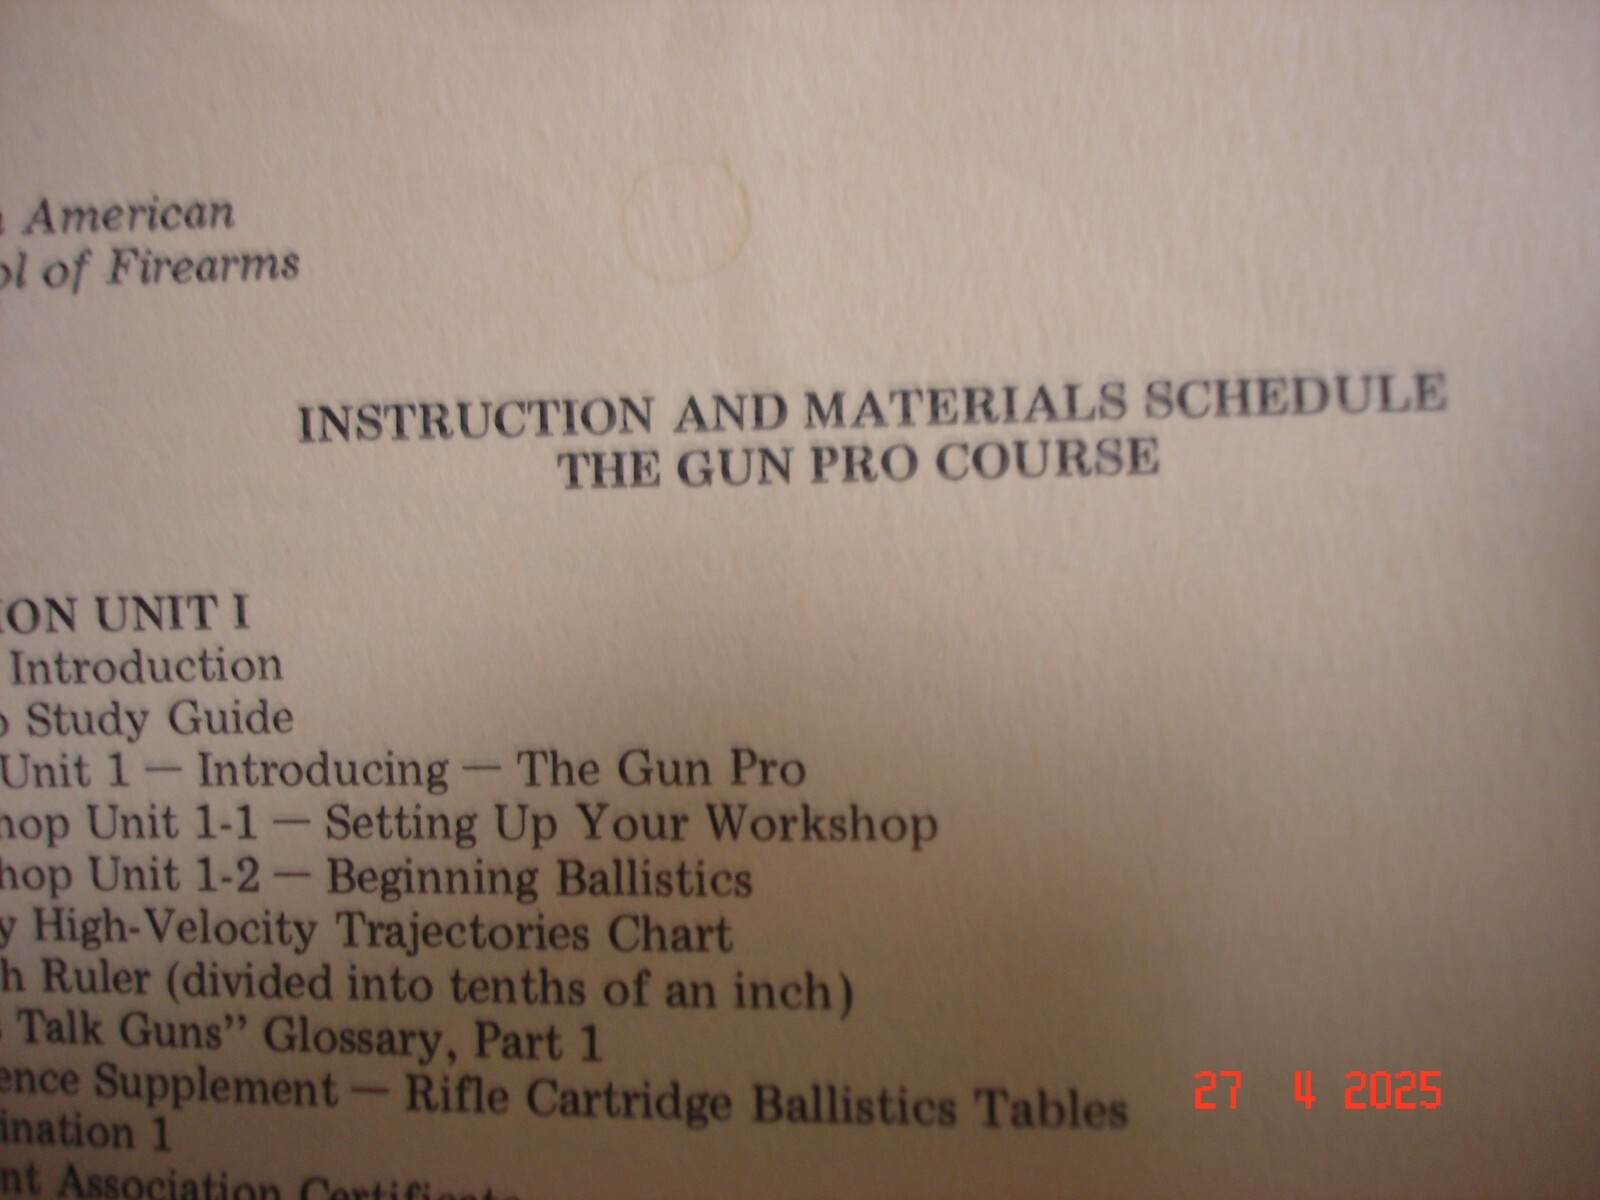 American
of Firearms
INSTRUCTION AND MATERIALS SCHEDULE
THE GUN PRO COURSE
ION UNIT I
Introduction
Study Guide
Unit 1 — Introducing — The Gun Pro
hop Unit 1-1 — Setting Up Your Workshop
hop Unit 1-2 — Beginning Ballistics
y High-Velocity Trajectories Chart
h Ruler (divided into tenths of an inch)
Talk Guns” Glossary, Part 1
ence Supplement — Rifle Cartridge Ballistics Tables
ination 1
nt Association
27 4 2025